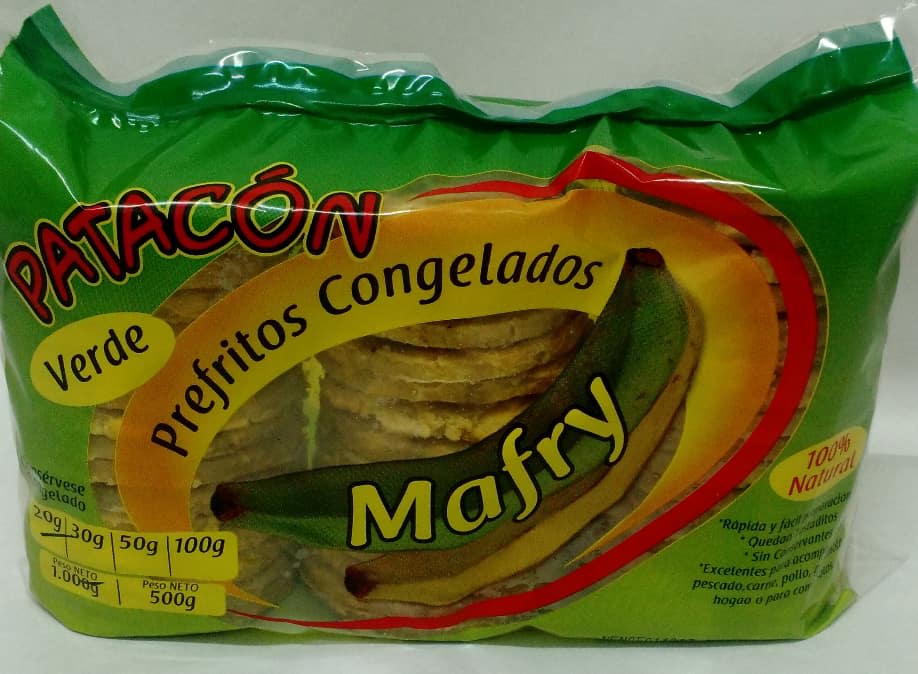 PATACÓN
Verde
Prefritos Congelados
Mafry
100%
Natural
20g 30g 50g 100g
Peso NETO
1.000g
Peso NETO
500g
*Rápida y fácil
* Quedan
* Sin
*Excelentes para
pescado, carne, pollo,
hogao o para